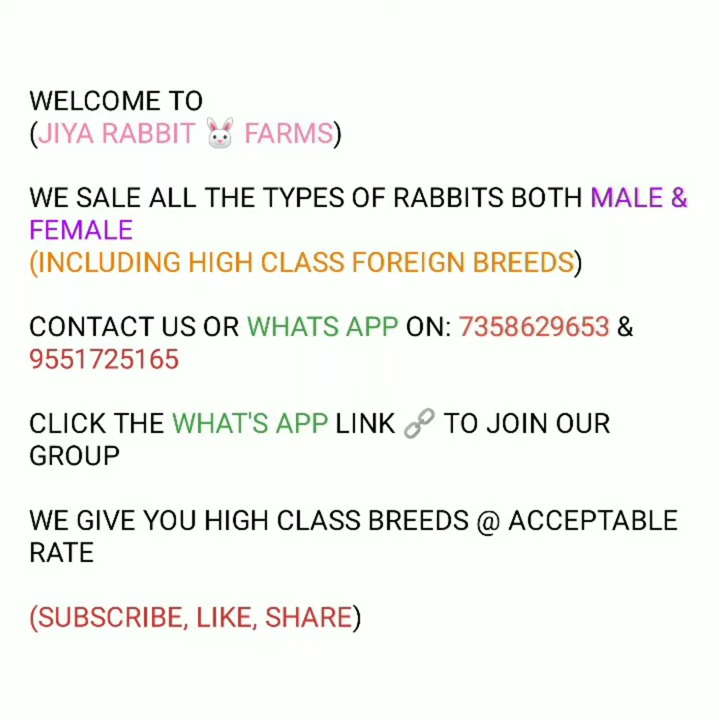 WELCOME TO
(JIYA RABBIT 🐰 FARMS)
WE SALE ALL THE TYPES OF RABBITS BOTH MALE &
FEMALE
(INCLUDING HIGH CLASS FOREIGN BREEDS)
CONTACT US OR WHATS APP ON: 7358629653 &
9551725165
CLICK THE WHAT'S APP LINK 🔗 TO JOIN OUR
GROUP
WE GIVE YOU HIGH CLASS BREEDS @ ACCEPTABLE
RATE
(SUBSCRIBE, LIKE, SHARE)